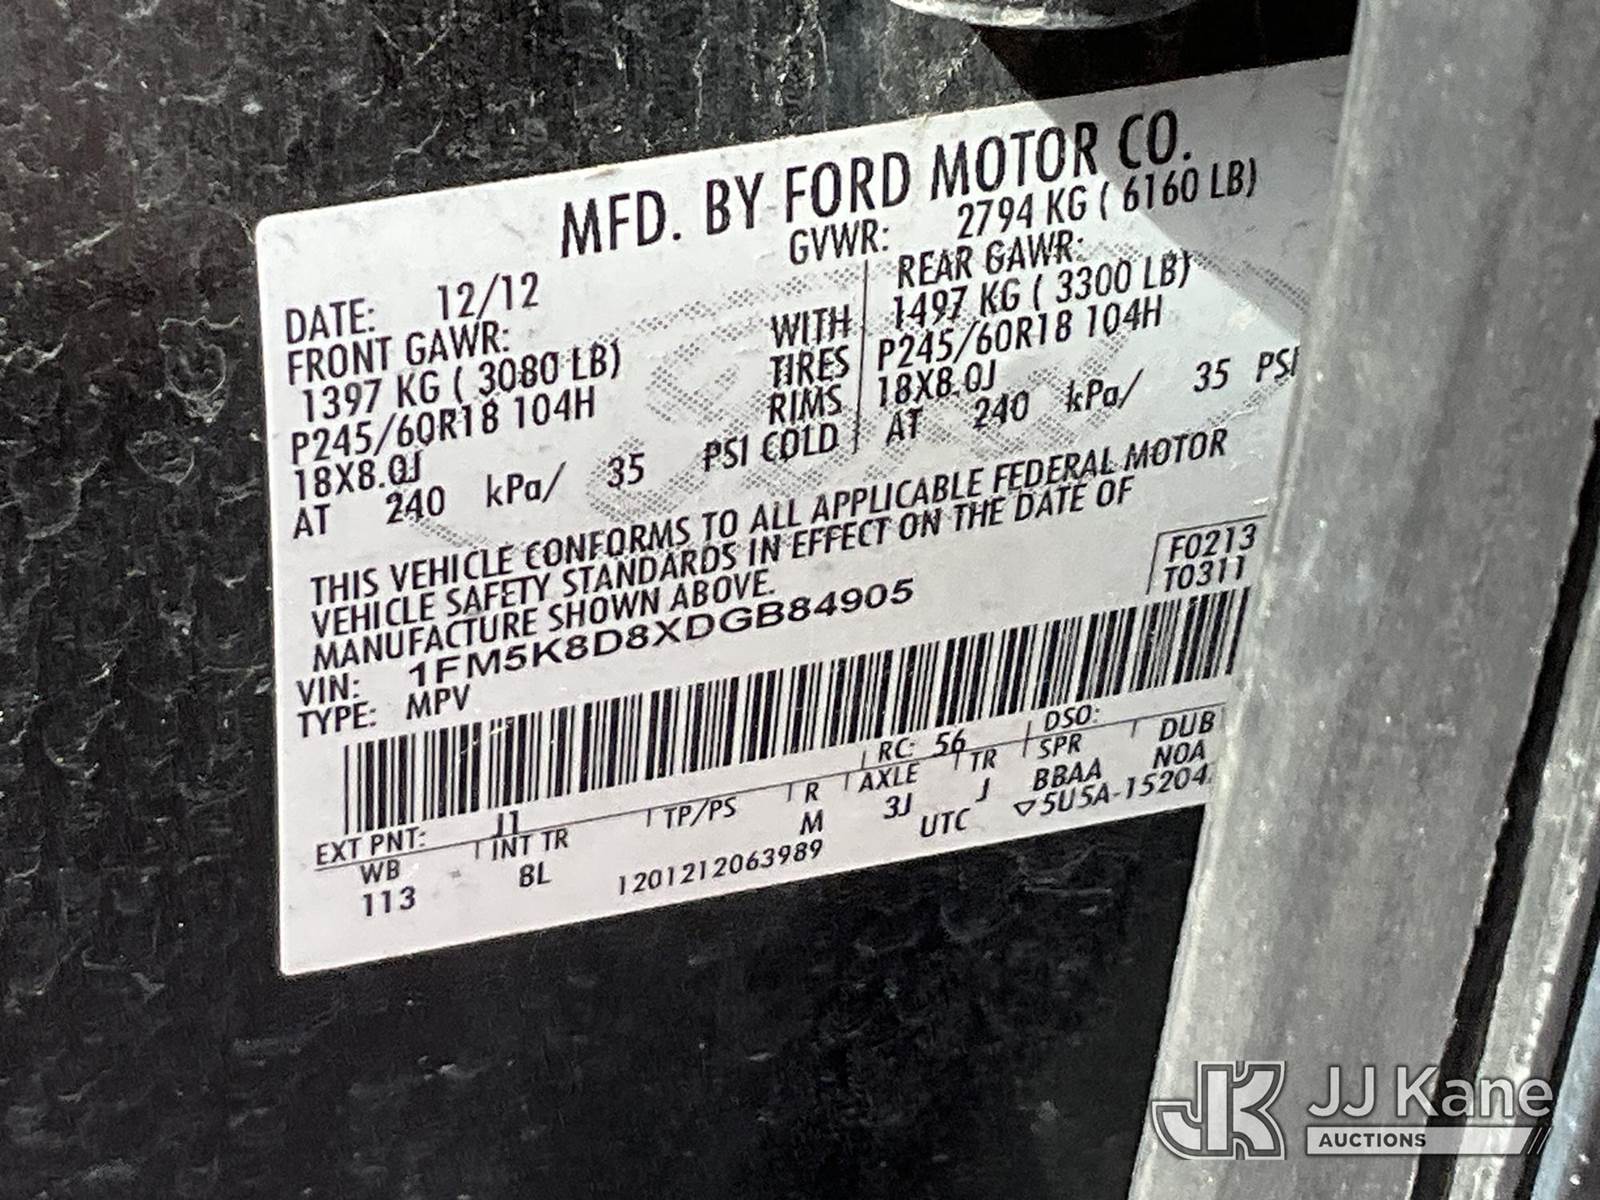 MFD. BY FORD MOTOR CO.
DATE: 12/12 GVWR: 2794 KG ( 6160 LB)
FRONT GAWR: REAR GAWR:
1397 KG ( 3080 LB) WITH 1497 KG ( 3300 LB)
P245/60R18 104H TIRES P245/60R18 104H
18X8.0J RIMS 18X8.0J
AT 240 kPa/ 35 PSI COLD AT 240 kPa/ 35 PSI
THIS VEHICLE CONFORMS TO ALL APPLICABLE FEDERAL MOTOR
VEHICLE SAFETY STANDARDS IN EFFECT ON THE DATE OF
MANUFACTURE SHOWN ABOVE.
F0213
T0311
VIN: 1FM5K8D8XDGB84905
TYPE: MPV
EXT PNT: J1 RC: 56 DSO:
WB INT TR TP/PS R AXLE TR SPR DUB
113 8L M 3J J BBAA NOA
1201212063989 UTC ▽5U5A-15204
JK JJ Kane
AUCTIONS